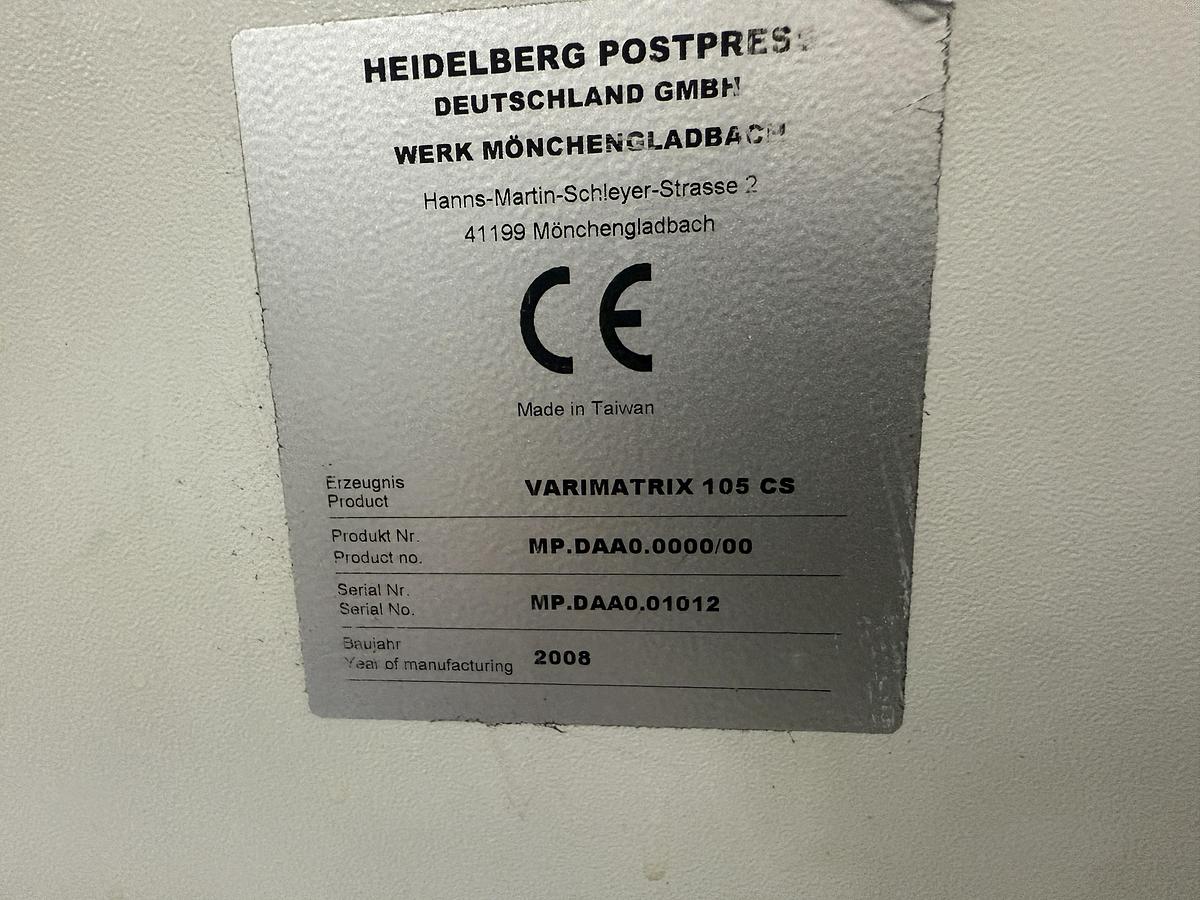 HEIDELBERG POSTPRESS
DEUTSCHLAND GMBH
WERK MÖNCHENGLADBACH
Hanns-Martin-Schleyer-Strasse 2
41199 Mönchengladbach
CE
Made in Taiwan
Erzeugnis
Product VARIMATRIX 105 CS
Produkt Nr.
Product no. MP.DAA0.0000/00
Serial Nr.
Serial No. MP.DAA0.01012
Baujahr
Year of manufacturing 2008